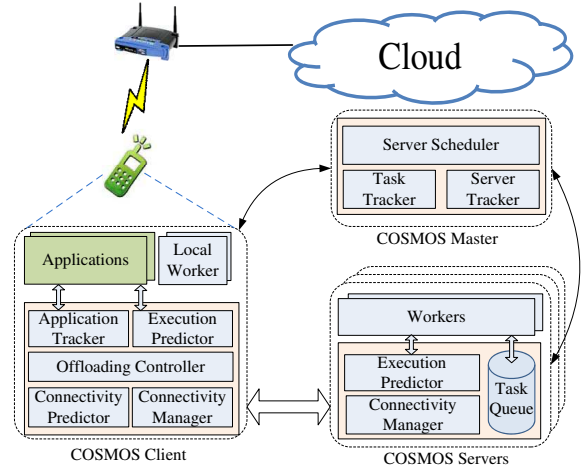 Cloud
Server Scheduler
Task
Tracker
Server
Tracker
COSMOS Master
Applications
Local
Worker
Application
Tracker
Execution
Predictor
Offloading Controller
Connectivity
Predictor
Connectivity
Manager
COSMOS Client
Workers
Execution
Predictor
Connectivity
Manager
Task
Queue
COSMOS Servers